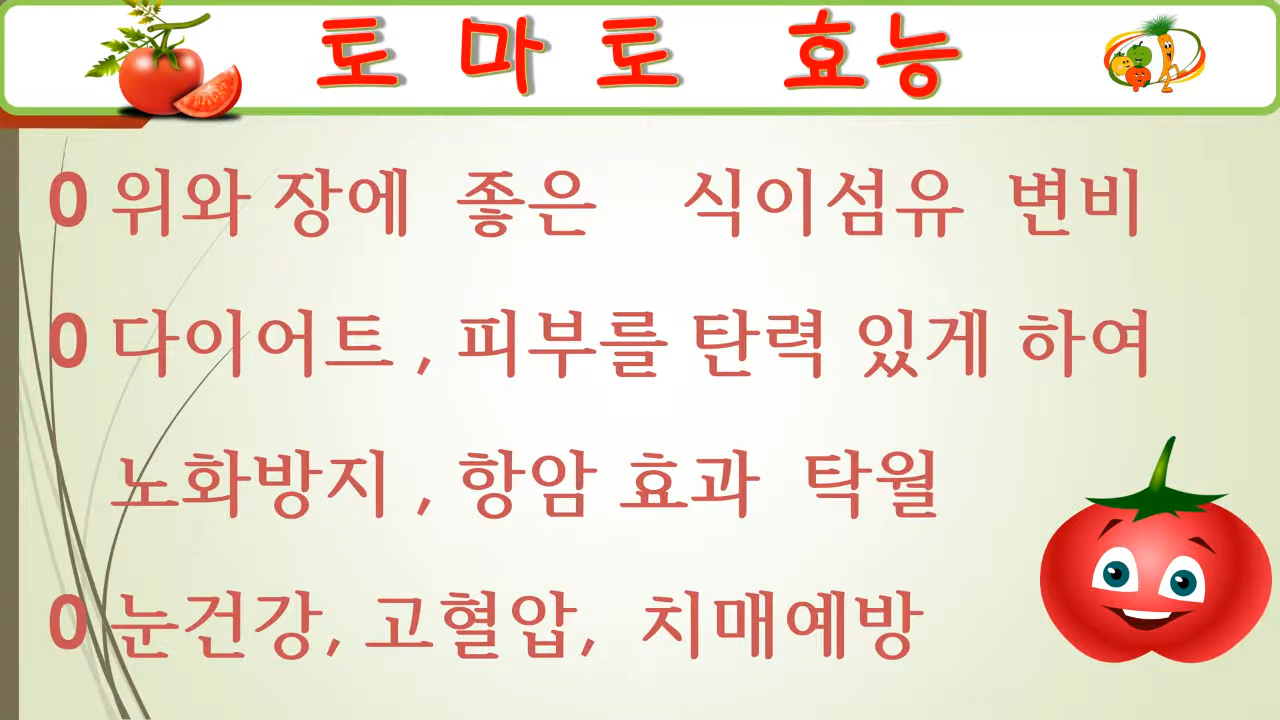 토 마 토 효능
0 위와 장에 좋은 식이섬유 변비
0 다이어트 , 피부를 탄력 있게 하여
노화방지 , 항암 효과 탁월
0 눈건강, 고혈압, 치매예방